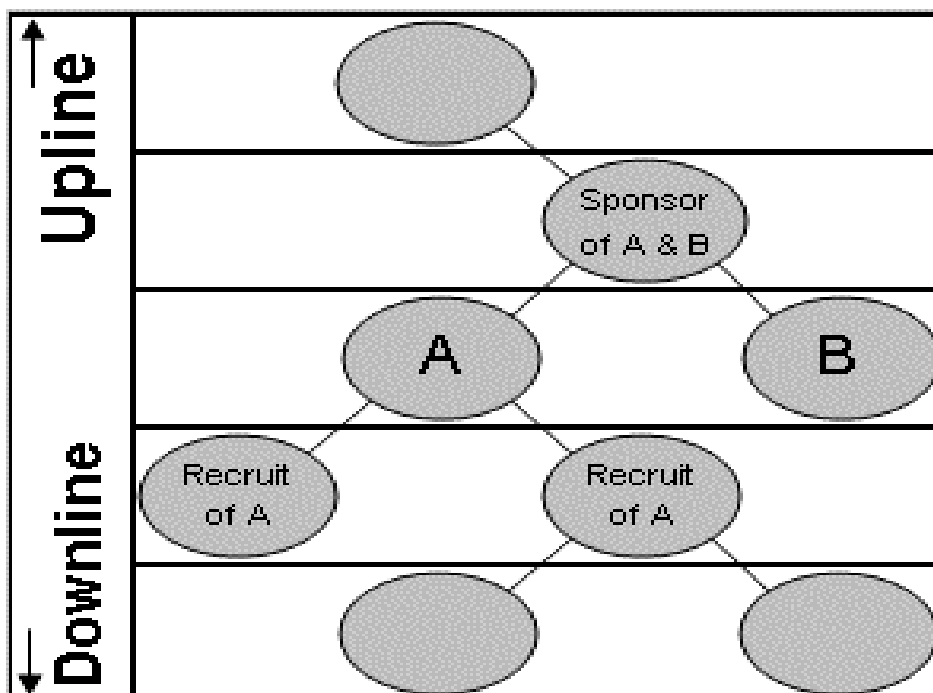 Upline
Sponsor
of A & B
A
B
Recruit
of A
Recruit
of A
Downline